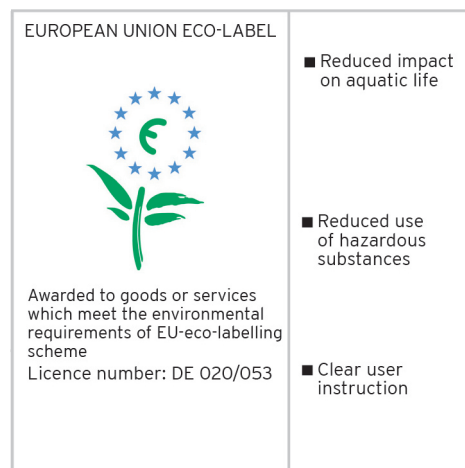 EUROPEAN UNION ECO-LABEL
Awarded to goods or services
which meet the environmental
requirements of EU-eco-labelling
scheme
Licence number: DE 020/053
■ Reduced impact
on aquatic life
■ Reduced use
of hazardous
substances
■ Clear user
instruction